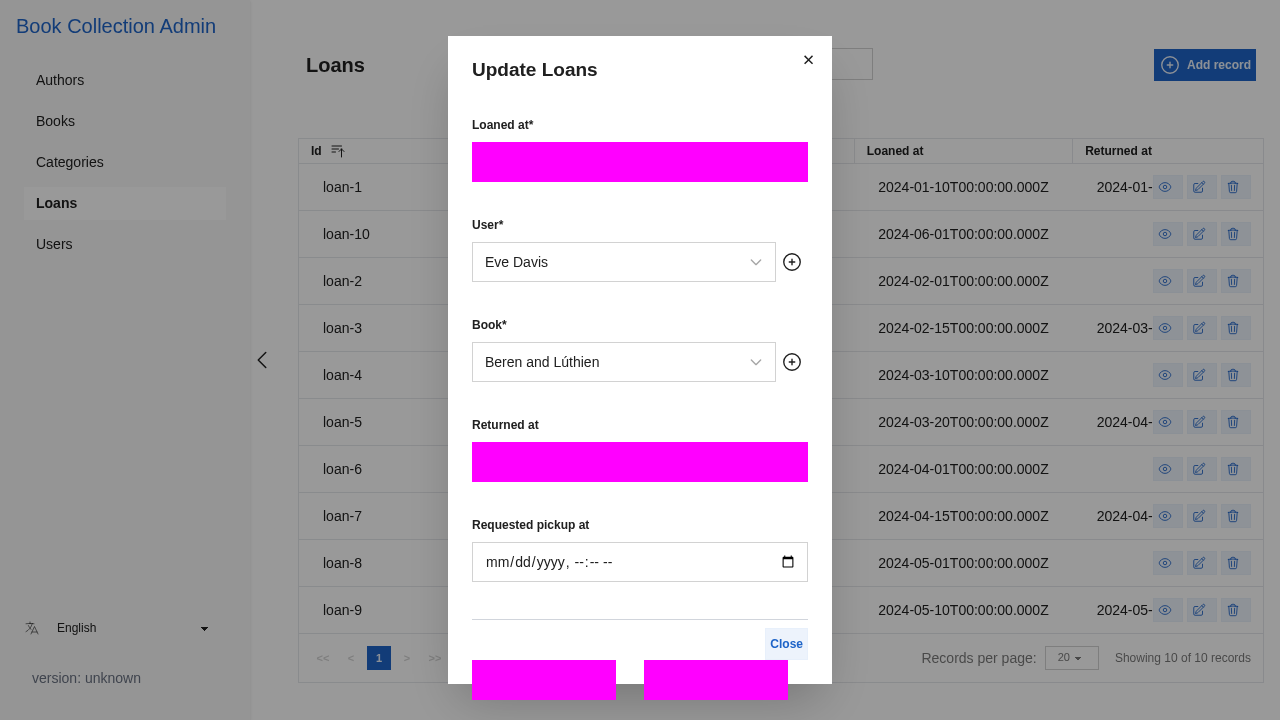 Book Collection Admin
Authors
Books
Categories
Loans
Users
English
version: unknown
Loans
Add record
Id
Loaned at
Returned at
loan-1
2024-01-10T00:00:00.000Z
2024-01-
loan-10
2024-06-01T00:00:00.000Z
loan-2
2024-02-01T00:00:00.000Z
loan-3
2024-02-15T00:00:00.000Z
2024-03-
loan-4
2024-03-10T00:00:00.000Z
loan-5
2024-03-20T00:00:00.000Z
2024-04-
loan-6
2024-04-01T00:00:00.000Z
loan-7
2024-04-15T00:00:00.000Z
2024-04-
loan-8
2024-05-01T00:00:00.000Z
loan-9
2024-05-10T00:00:00.000Z
2024-05-
<< < 1 > >>
Records per page: 20
Showing 10 of 10 records
Update Loans
Loaned at*
User*
Eve Davis
Book*
Beren and Lúthien
Returned at
Requested pickup at
mm/dd/yyyy, --:-- --
Close